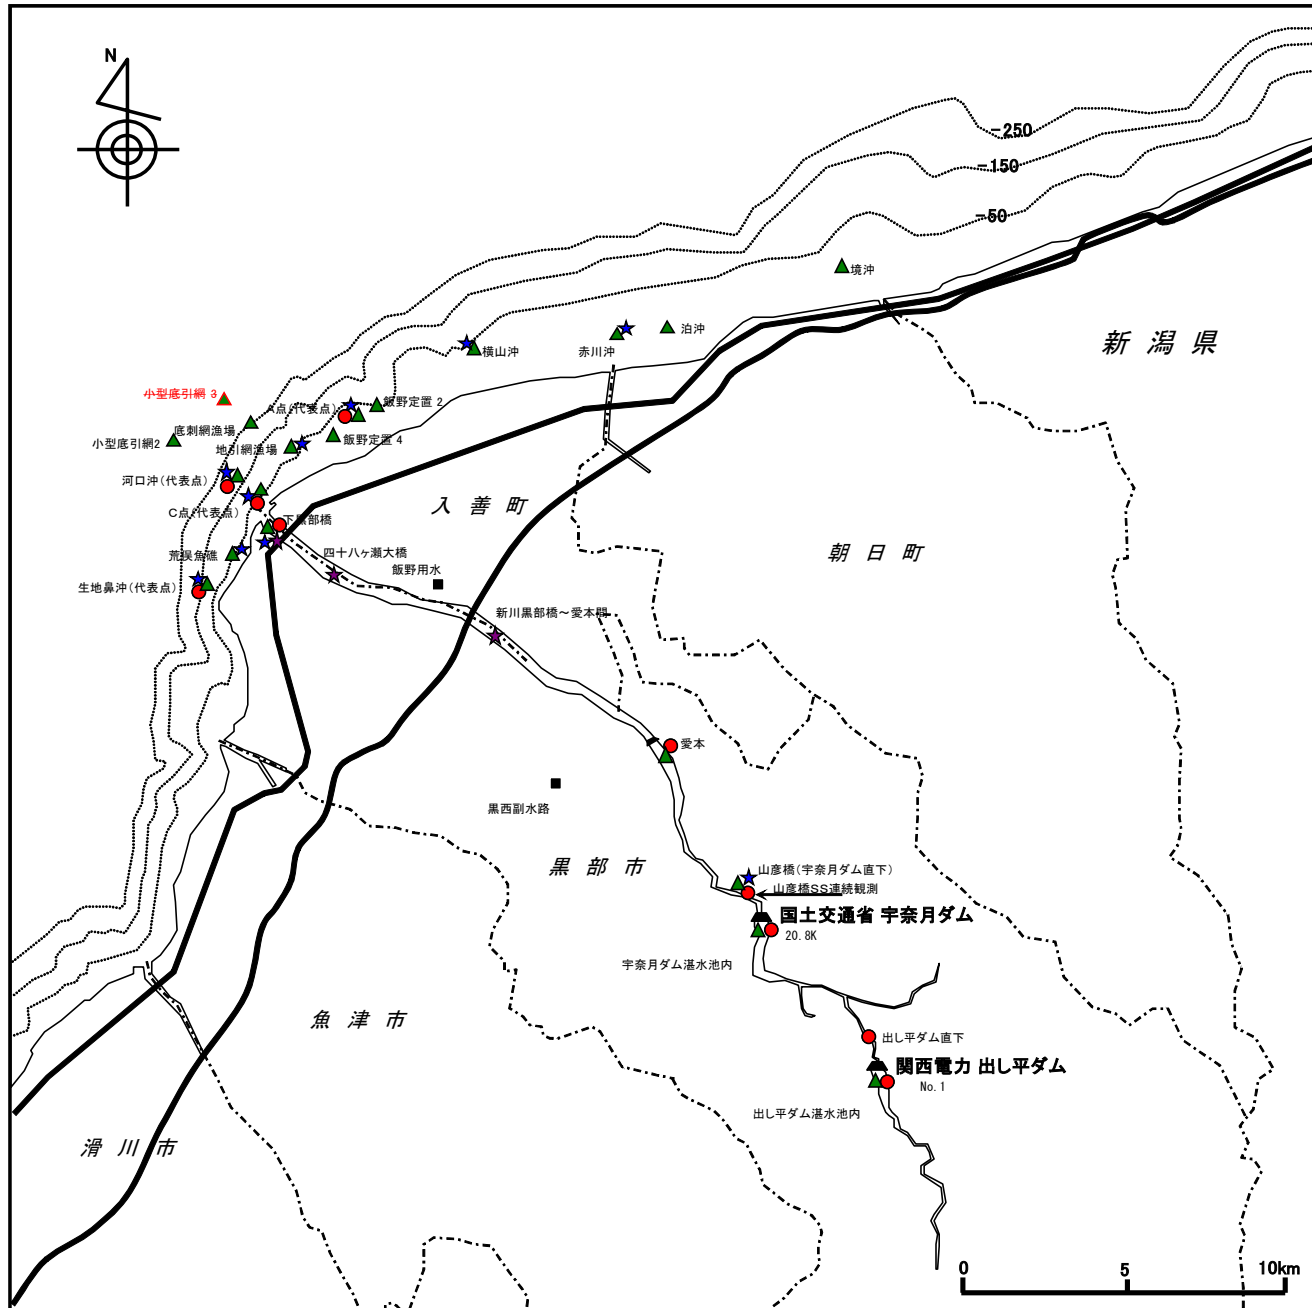 N
-250
-150
-50
境沖
新潟県
泊沖
赤川沖
横山沖
小型底引網 3
A点(代表点)
飯野定置 2
底刺網漁場
小型底引網2
地引網漁場
飯野定置 4
河口沖(代表点)
C点(代表点)
下黒部橋
入善町
荒俣魚礁
四十八ヶ瀬大橋
朝日町
飯野用水
生地鼻沖(代表点)
新川黒部橋～愛本間
愛本
黒西副水路
黒部市
山彦橋(宇奈月ダム直下)
山彦橋SS連続観測
国土交通省 宇奈月ダム
20.8K
宇奈月ダム湛水池内
魚津市
出し平ダム直下
関西電力 出し平ダム
No.1
出し平ダム湛水池内
滑川市
0 5 10km